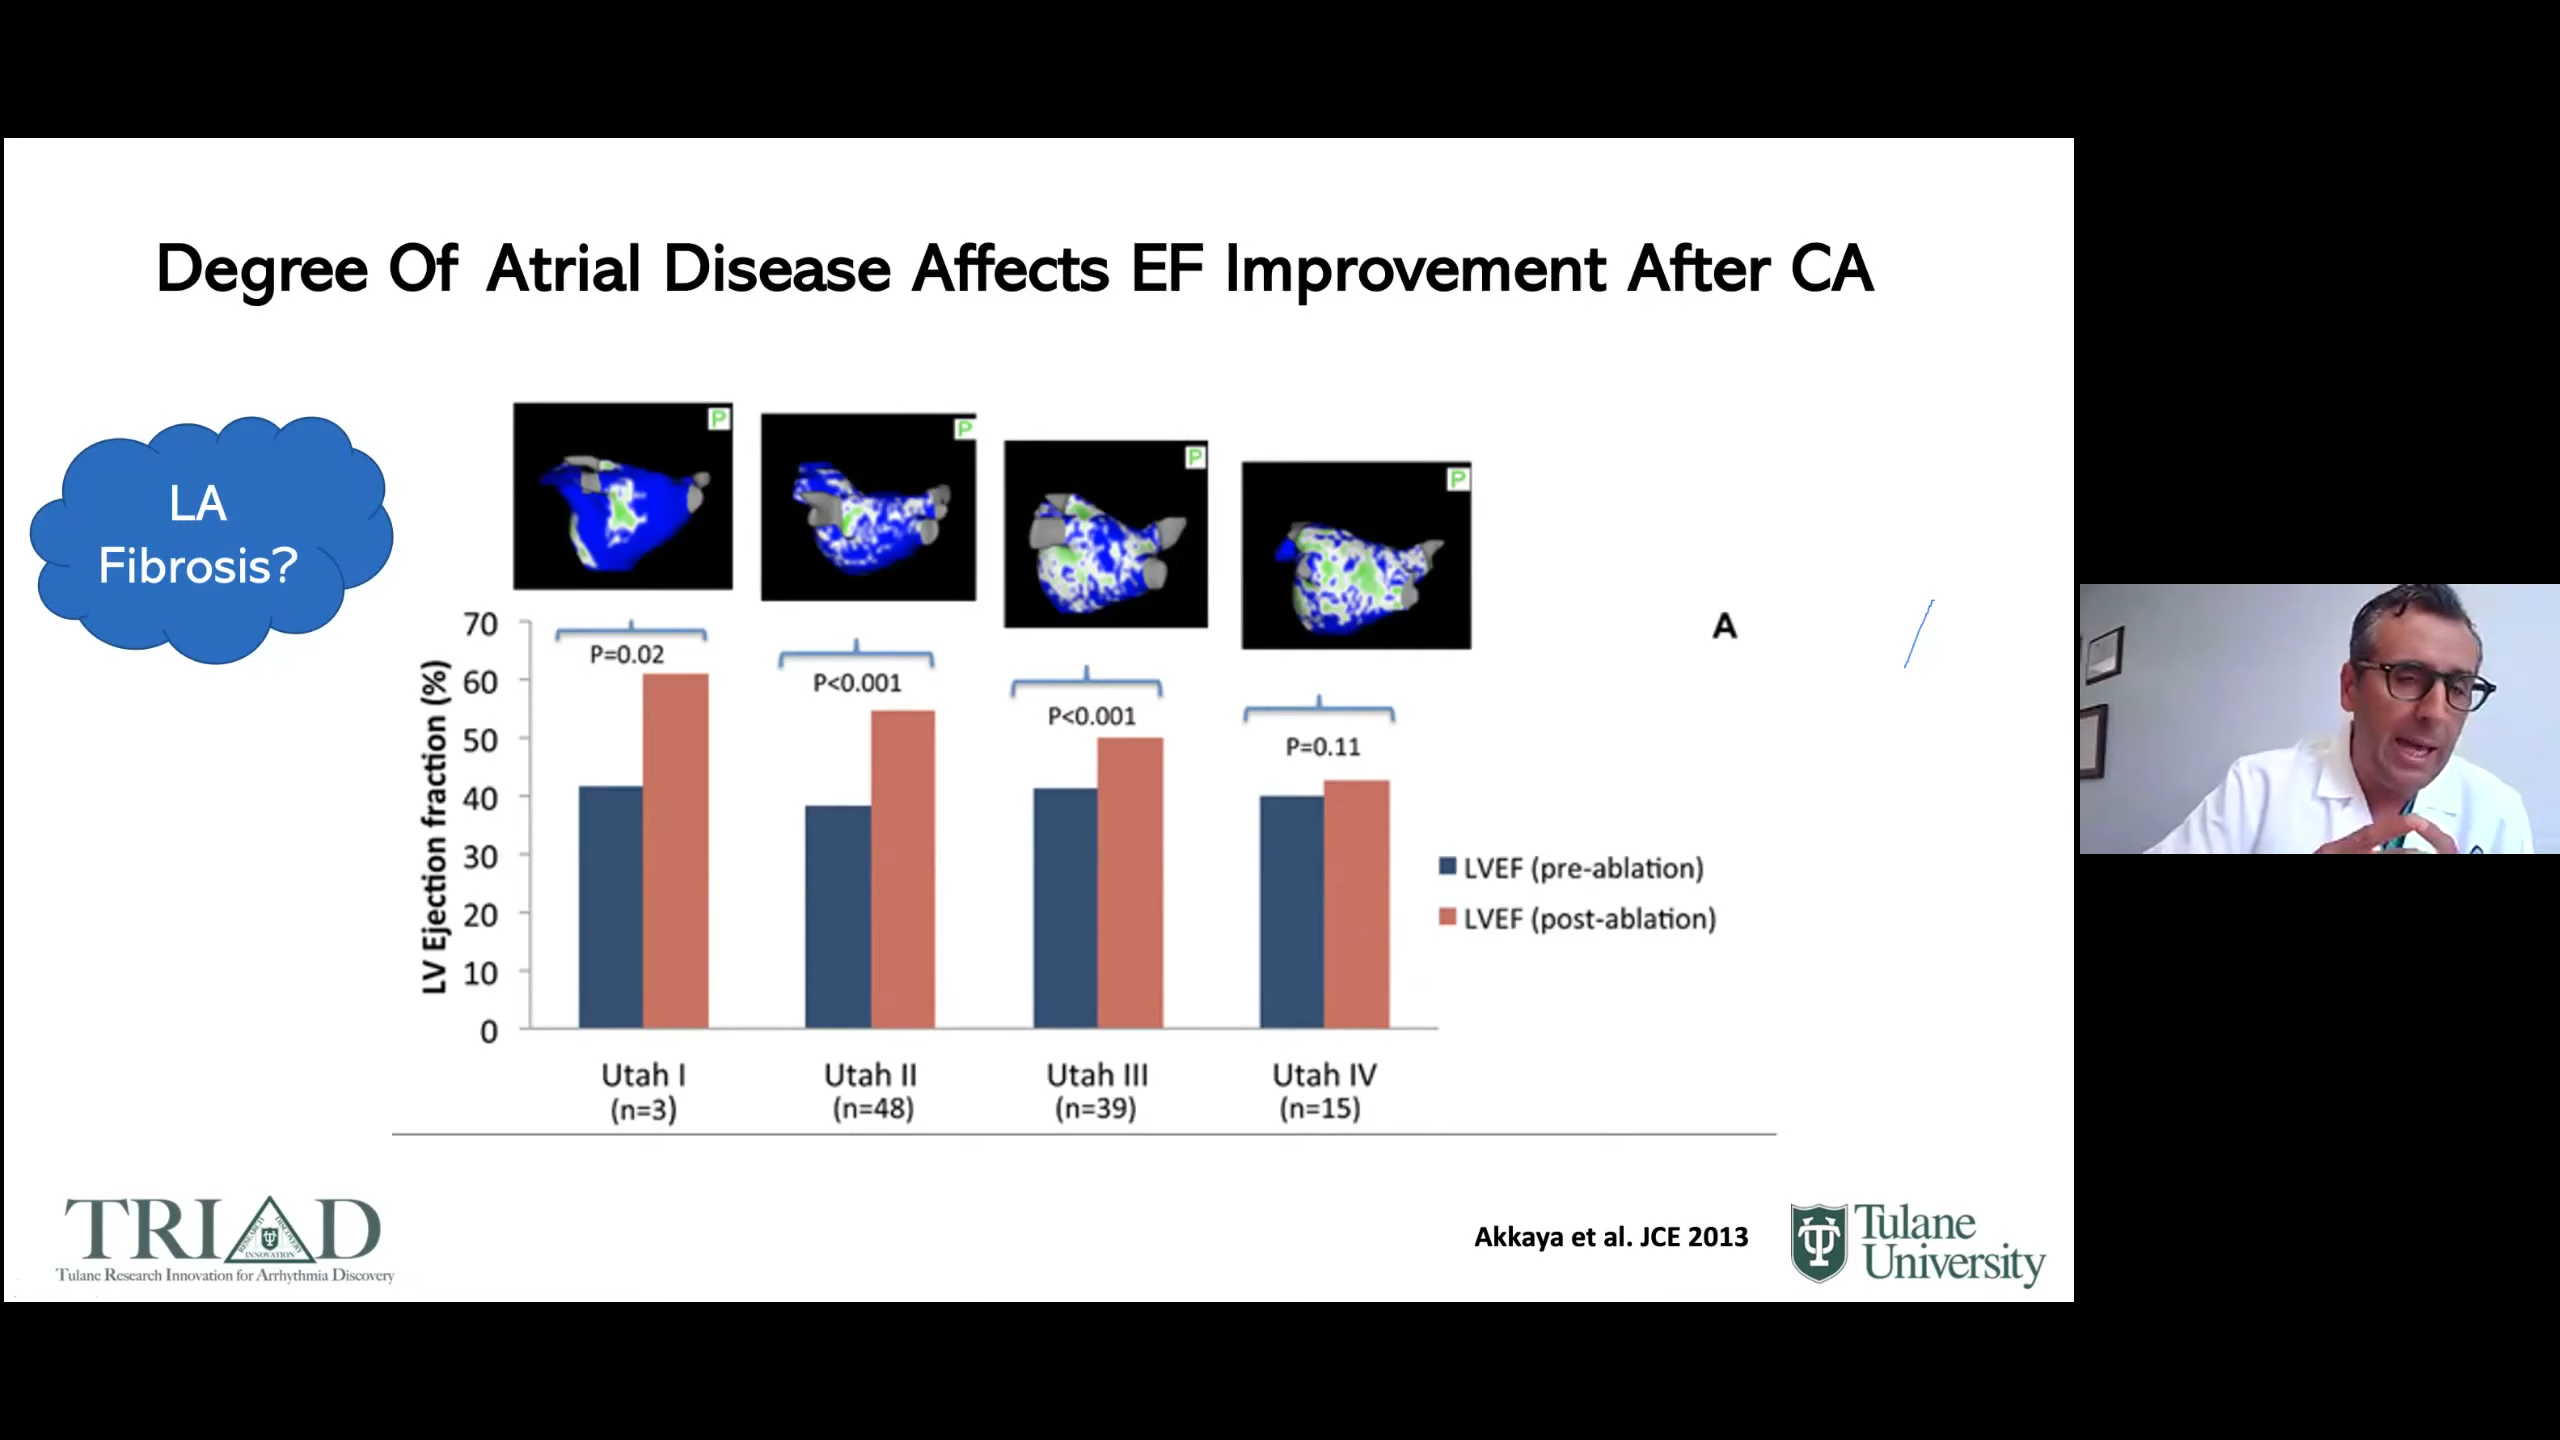 Degree Of Atrial Disease Affects EF Improvement After CA
LA
Fibrosis?
P
P
P
P
A
LV Ejection fraction (%)
70
60
50
40
30
20
10
0
P=0.02
P<0.001
P<0.001
P=0.11
LVEF (pre-ablation)
LVEF (post-ablation)
Utah I
(n=3)
Utah II
(n=48)
Utah III
(n=39)
Utah IV
(n=15)
TRIAD
RESEARCH
DISCOVERY
INNOVATION
Tulane Research Innovation for Arrhythmia Discovery
Akkaya et al. JCE 2013
Tulane
University